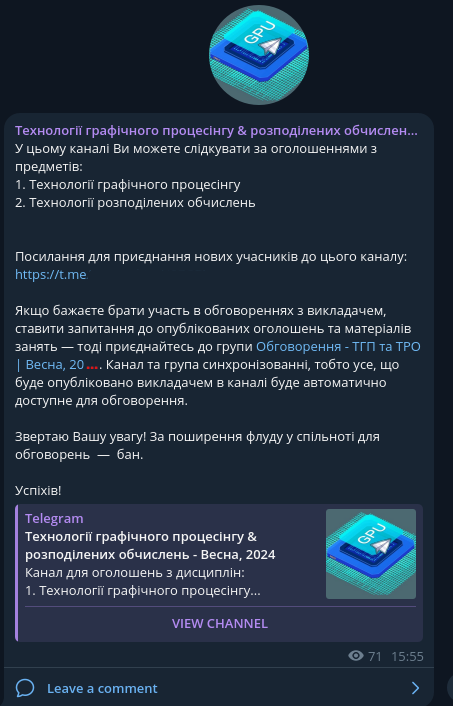 GPU
Технології графічного процесінгу & розподілених обчислен...
У цьому каналі Ви можете слідкувати за оголошеннями з
предметів:
1. Технології графічного процесінгу
2. Технології розподілених обчислень
Посилання для приєднання нових учасників до цього каналу:
https://t.me
Якщо бажаєте брати участь в обговореннях з викладачем,
ставити запитання до опублікованих оголошень та матеріалів
занять — тоді приєднайтесь до групи Обговорення - ТГП та ТРО
| Весна, 20.... Канал та група синхронізованні, тобто усе, що
буде опубліковано викладачем в каналі буде автоматично
доступне для обговорення.
Звертаю Вашу увагу! За поширення флуду у спільноті для
обговорень — бан.
Успіхів!
Telegram
Технології графічного процесінгу &
розподілених обчислень - Весна, 2024
Канал для оголошень з дисциплін:
1. Технології графічного процесінгу...
GPU
VIEW CHANNEL
71 15:55
Leave a comment